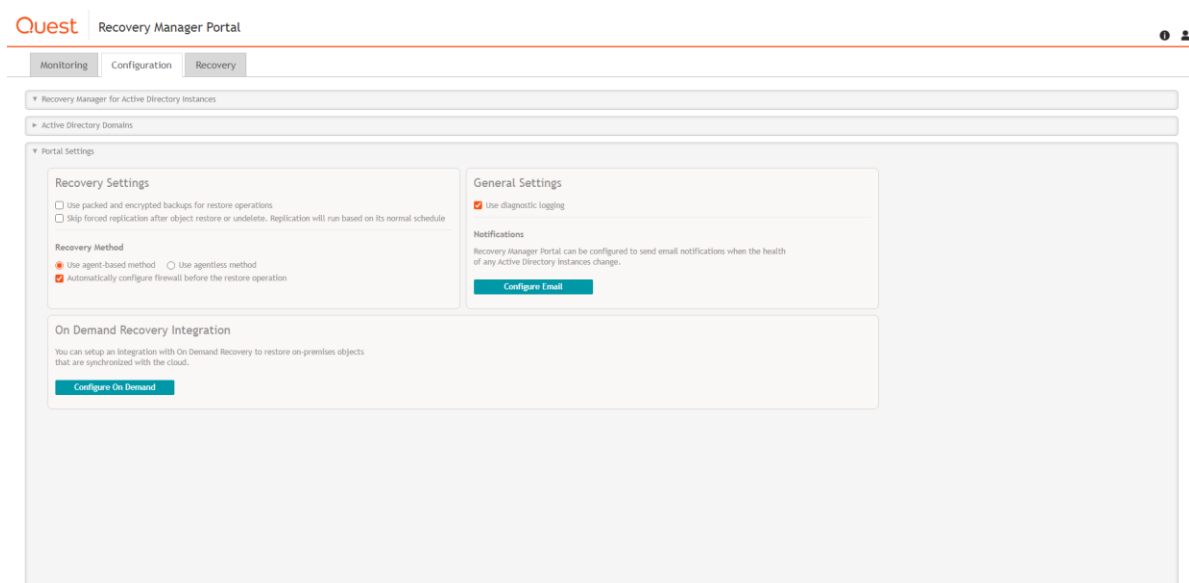 Quest Recovery Manager Portal
Monitoring Configuration Recovery
Recovery Manager for Active Directory Instances
Active Directory Domains
Portal Settings
Recovery Settings
Use packed and encrypted backups for restore operations
Skip forced replication after object restore or undelete. Replication will run based on its normal schedule
Recovery Method
Use agent-based method Use agentless method
Automatically configure firewall before the restore operation
General Settings
Use diagnostic logging
Notifications
Recovery Manager Portal can be configured to send email notifications when the health
of any Active Directory instances change.
Configure Email
On Demand Recovery Integration
You can setup an integration with On Demand Recovery to restore on-premises objects
that are synchronized with the cloud.
Configure On Demand